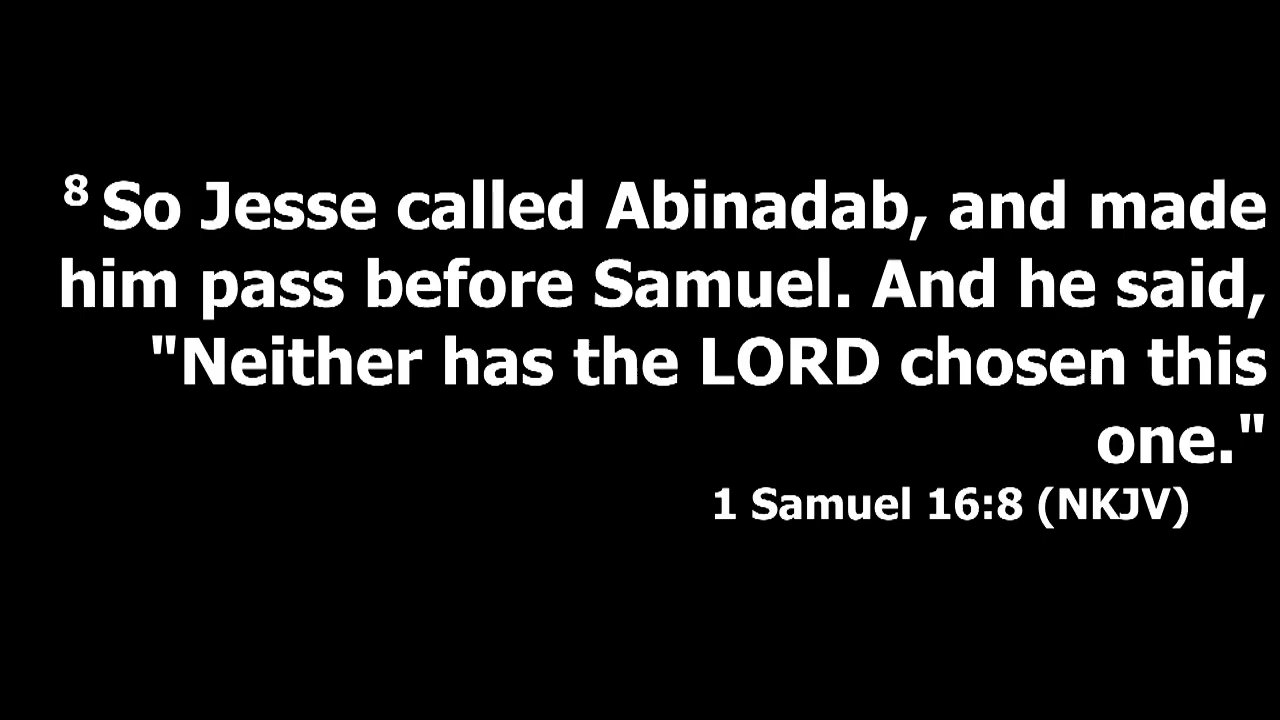 8 So Jesse called Abinadab, and made
him pass before Samuel. And he said,
"Neither has the LORD chosen this
one."
1 Samuel 16:8 (NKJV)